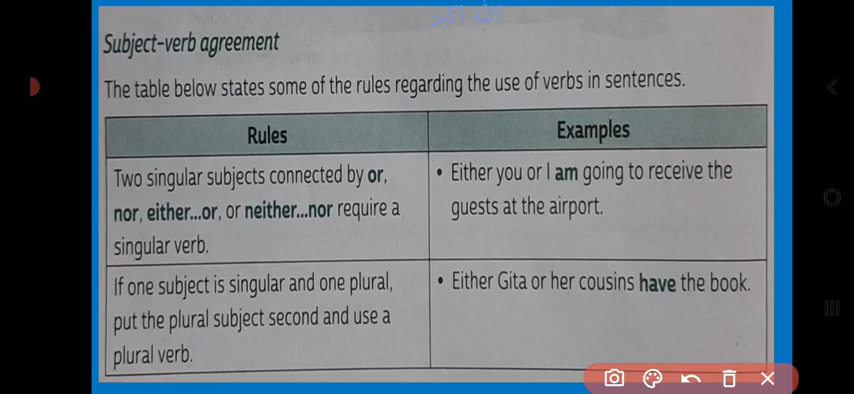 Subject-verb agreement
The table below states some of the rules regarding the use of verbs in sentences.
Rules
Examples
Two singular subjects connected by or,
nor, either...or, or neither...nor require a
singular verb.
• Either you or I am going to receive the
guests at the airport.
If one subject is singular and one plural,
put the plural subject second and use a
plural verb.
• Either Gita or her cousins have the book.